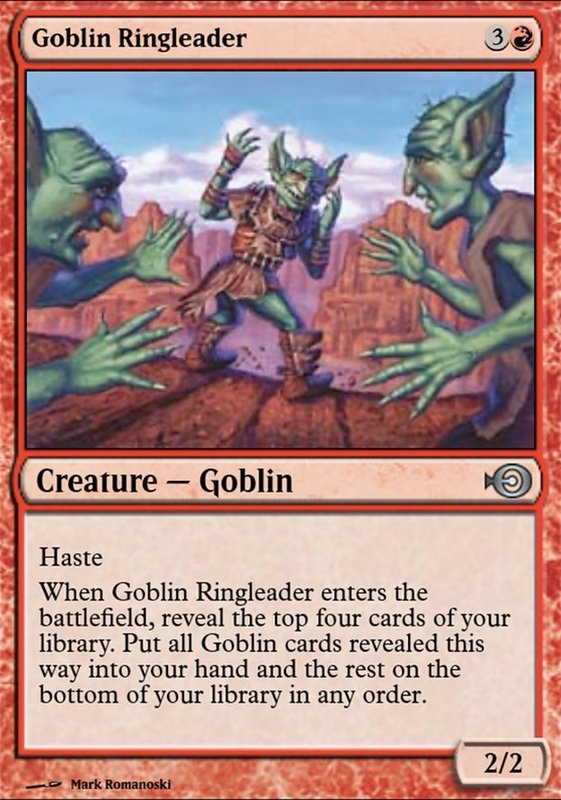 Goblin Ringleader 3
Creature — Goblin
Haste
When Goblin Ringleader enters the
battlefield, reveal the top four cards of your
library. Put all Goblin cards revealed this
way into your hand and the rest on the
bottom of your library in any order.
2/2
Mark Romanoski